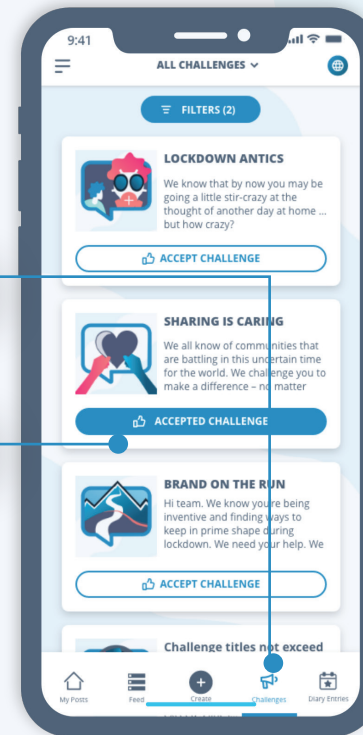 9:41
ALL CHALLENGES
FILTERS (2)
LOCKDOWN ANTICS
We know that by now you may be
going a little stir-crazy at the
thought of another day at home ...
but how crazy?
ACCEPT CHALLENGE
SHARING IS CARING
We all know of communities that
are battling in this uncertain time
for the world. We challenge you to
make a difference – no matter
ACCEPTED CHALLENGE
BRAND ON THE RUN
Hi team. We know you're being
inventive and finding ways to
keep in prime shape during
lockdown. We need your help. We
ACCEPT CHALLENGE
Challenge titles not exceed
My Posts
Feed
Create
Challenges
Diary Entries